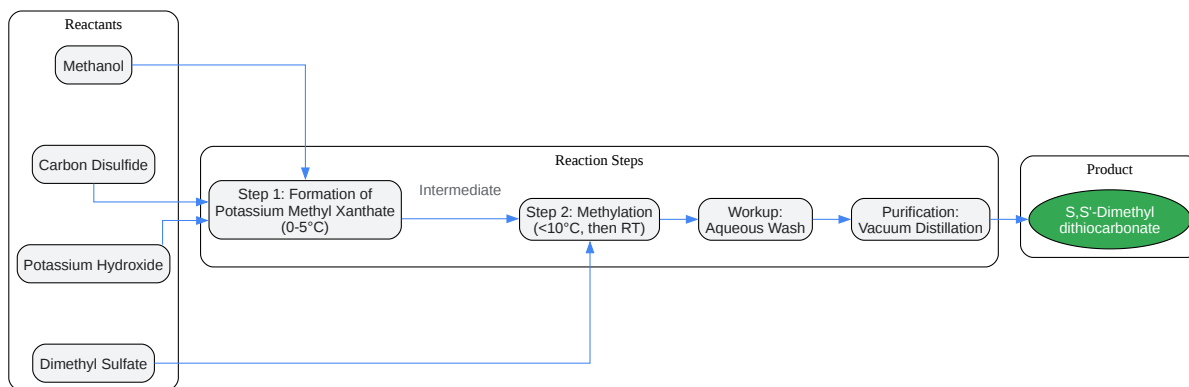 Reactants
Methanol
Carbon Disulfide
Potassium Hydroxide
Dimethyl Sulfate
Reaction Steps
Step 1: Formation of
Potassium Methyl Xanthate
(0-5°C)
Intermediate
Step 2: Methylation
(<10°C, then RT)
Workup:
Aqueous Wash
Purification:
Vacuum Distillation
Product
S,S'-Dimethyl
dithiocarbonate